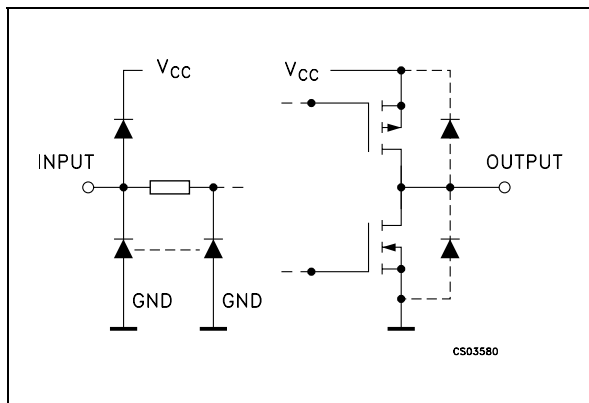 VCC
VCC
INPUT
OUTPUT
GND
GND
CS03580